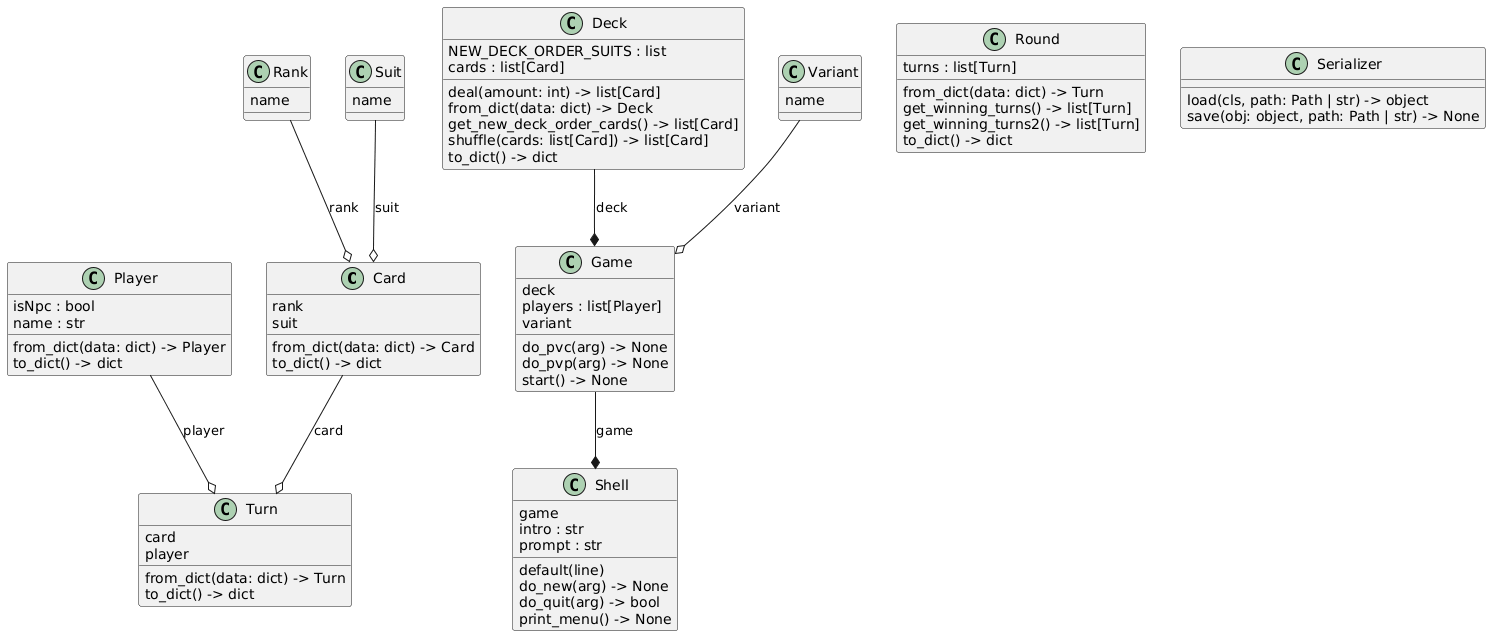 C Deck
NEW_DECK_ORDER_SUITS : list
cards : list[Card]
deal(amount: int) -> list[Card]
from_dict(data: dict) -> Deck
get_new_deck_order_cards() -> list[Card]
shuffle(cards: list[Card]) -> list[Card]
to_dict() -> dict
C Rank
name
C Suit
name
C Variant
name
C Round
turns : list[Turn]
from_dict(data: dict) -> Turn
get_winning_turns() -> list[Turn]
get_winning_turns2() -> list[Turn]
to_dict() -> dict
C Serializer
load(cls, path: Path | str) -> object
save(obj: object, path: Path | str) -> None
rank
suit
deck
variant
C Player
isNpc : bool
name : str
from_dict(data: dict) -> Player
to_dict() -> dict
C Card
rank
suit
from_dict(data: dict) -> Card
to_dict() -> dict
C Game
deck
players : list[Player]
variant
do_pvc(arg) -> None
do_pvp(arg) -> None
start() -> None
player
card
game
C Turn
card
player
from_dict(data: dict) -> Turn
to_dict() -> dict
C Shell
game
intro : str
prompt : str
default(line)
do_new(arg) -> None
do_quit(arg) -> bool
print_menu() -> None